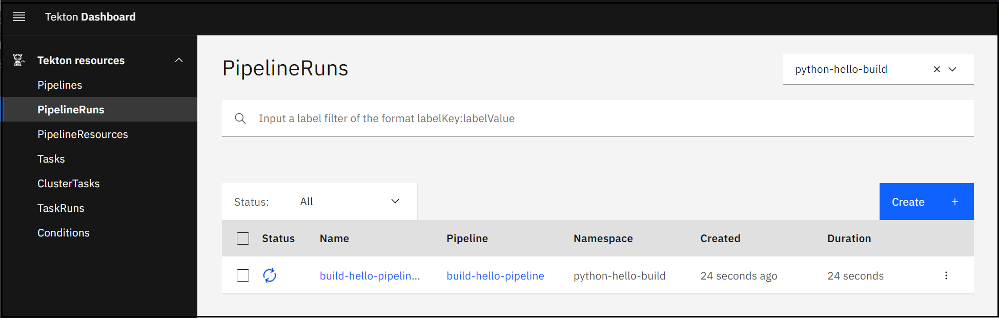 Tekton Dashboard
Tekton resources
Pipelines
PipelineRuns
PipelineResources
Tasks
ClusterTasks
TaskRuns
Conditions
PipelineRuns
python-hello-build
Input a label filter of the format labelKey:labelValue
Status: All
Create +
Status Name Pipeline Namespace Created Duration
build-hello-pipelin... build-hello-pipeline python-hello-build 24 seconds ago 24 seconds